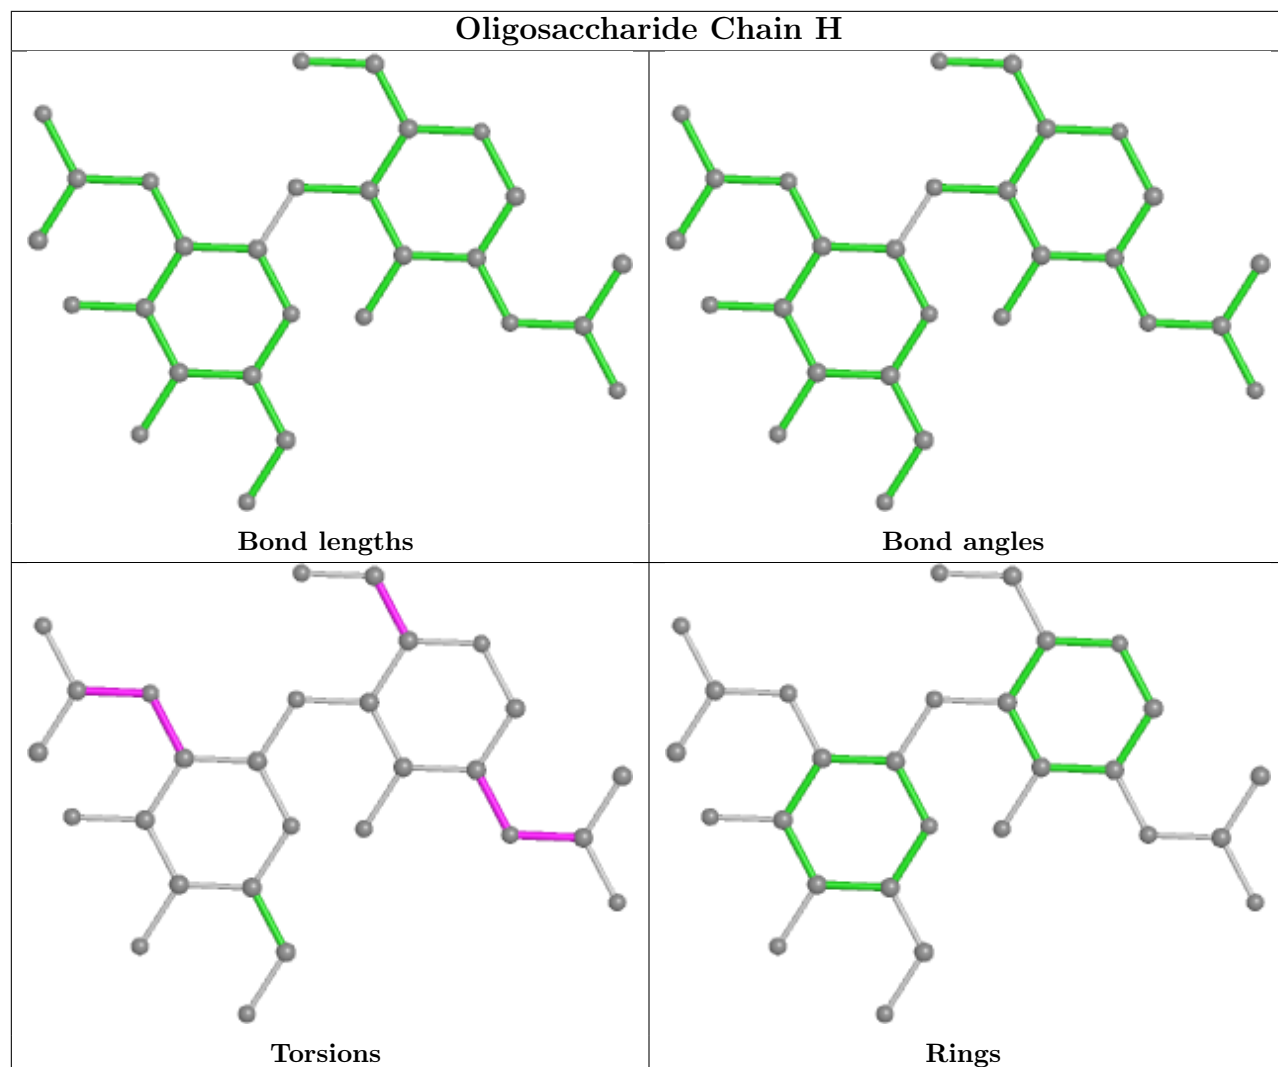 Oligosaccharide Chain H
Bond lengths
Bond angles
Torsions
Rings